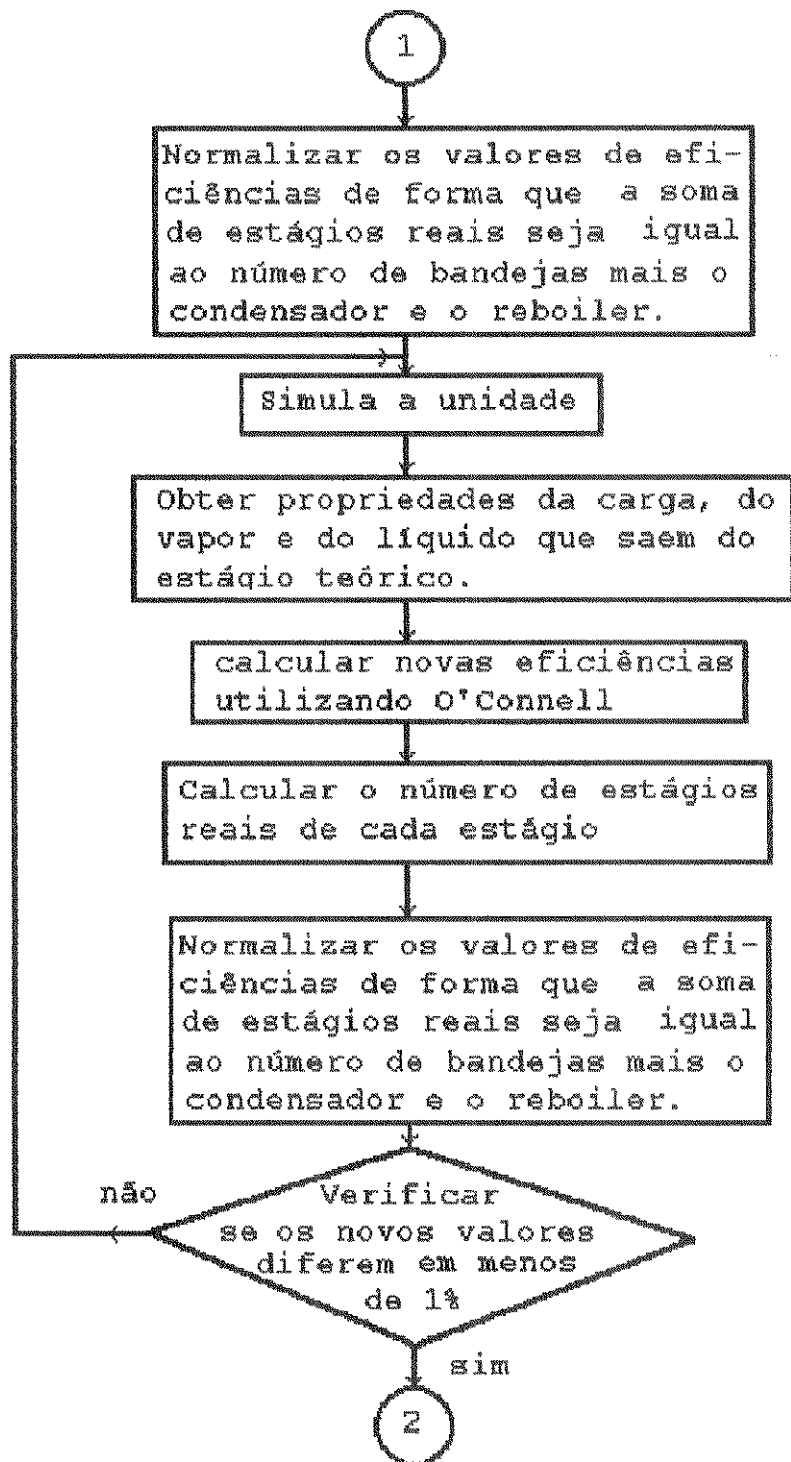 1
Normalizar os valores de efi-
ciências de forma que a soma
de estágios reais seja igual
ao número de bandejas mais o
condensador e o reboiler.
Simula a unidade
Obter propriedades da carga, do
vapor e do líquido que saem do
estágio teórico.
calcular novas eficiências
utilizando O'Connell
Calcular o número de estágios
reais de cada estágio
Normalizar os valores de efi-
ciências de forma que a soma
de estágios reais seja igual
ao número de bandejas mais o
condensador e o reboiler.
não
Verificar
se os novos valores
diferem em menos
de 1%
sim
2